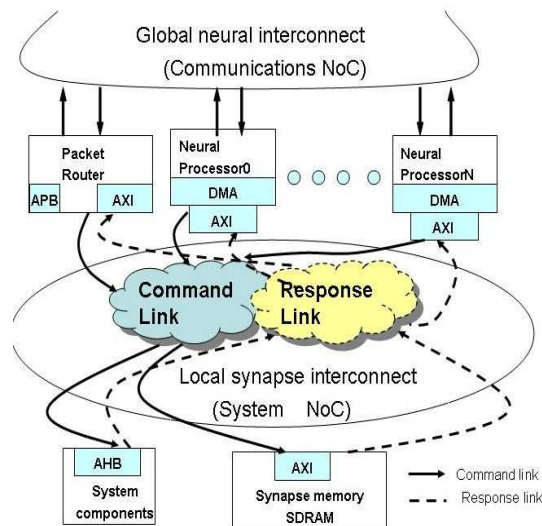 Global neural interconnect
(Communications NoC)
Packet
Router
APB
AXI
Neural
Processor0
DMA
AXI
Neural
ProcessorN
DMA
AXI
Command
Link
Response
Link
Local synapse interconnect
(System NoC)
AHB
System
components
AXI
Synapse memory
SDRAM
Command link
Response link